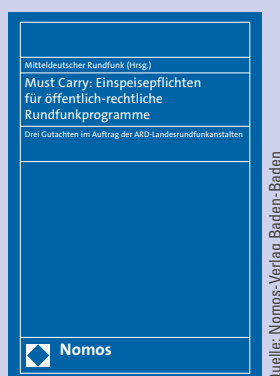 Mitteldeutscher Rundfunk (Hrsg.)
Must Carry: Einspeisepflichten
für öffentlich-rechtliche
Rundfunkprogramme
Drei Gutachten im Auftrag der ARD-Landesrundfunkanstalten
Nomos
Quelle: Nomos-Verlag Baden-Baden